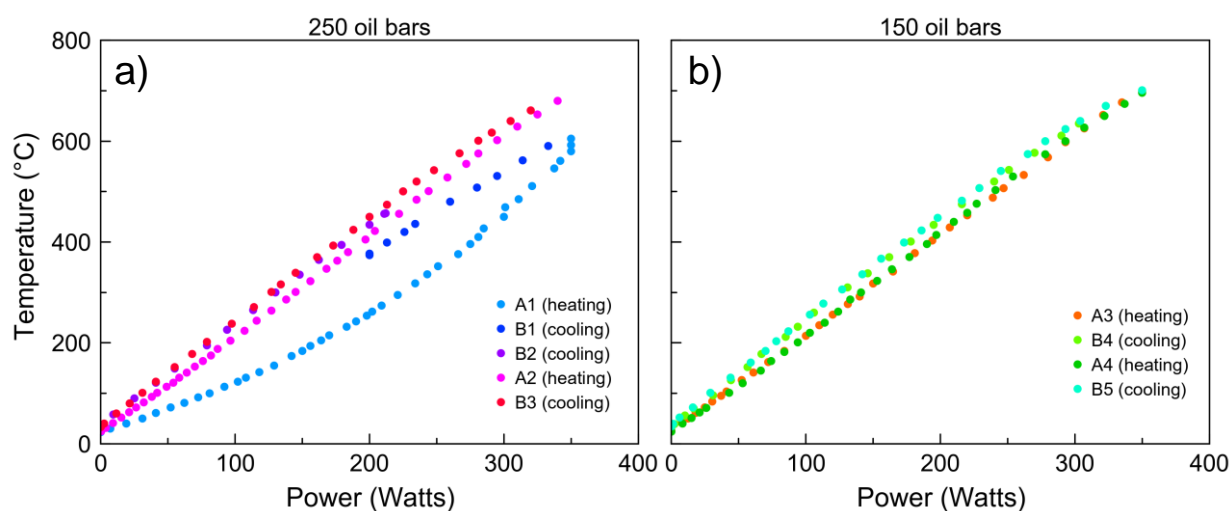 250 oil bars
150 oil bars
a)
b)
800
600
400
200
0
Temperature (°C)
A1 (heating)
B1 (cooling)
B2 (cooling)
A2 (heating)
B3 (cooling)
A3 (heating)
B4 (cooling)
A4 (heating)
B5 (cooling)
0 100 200 300 400
0 100 200 300 400
Power (Watts)
Power (Watts)